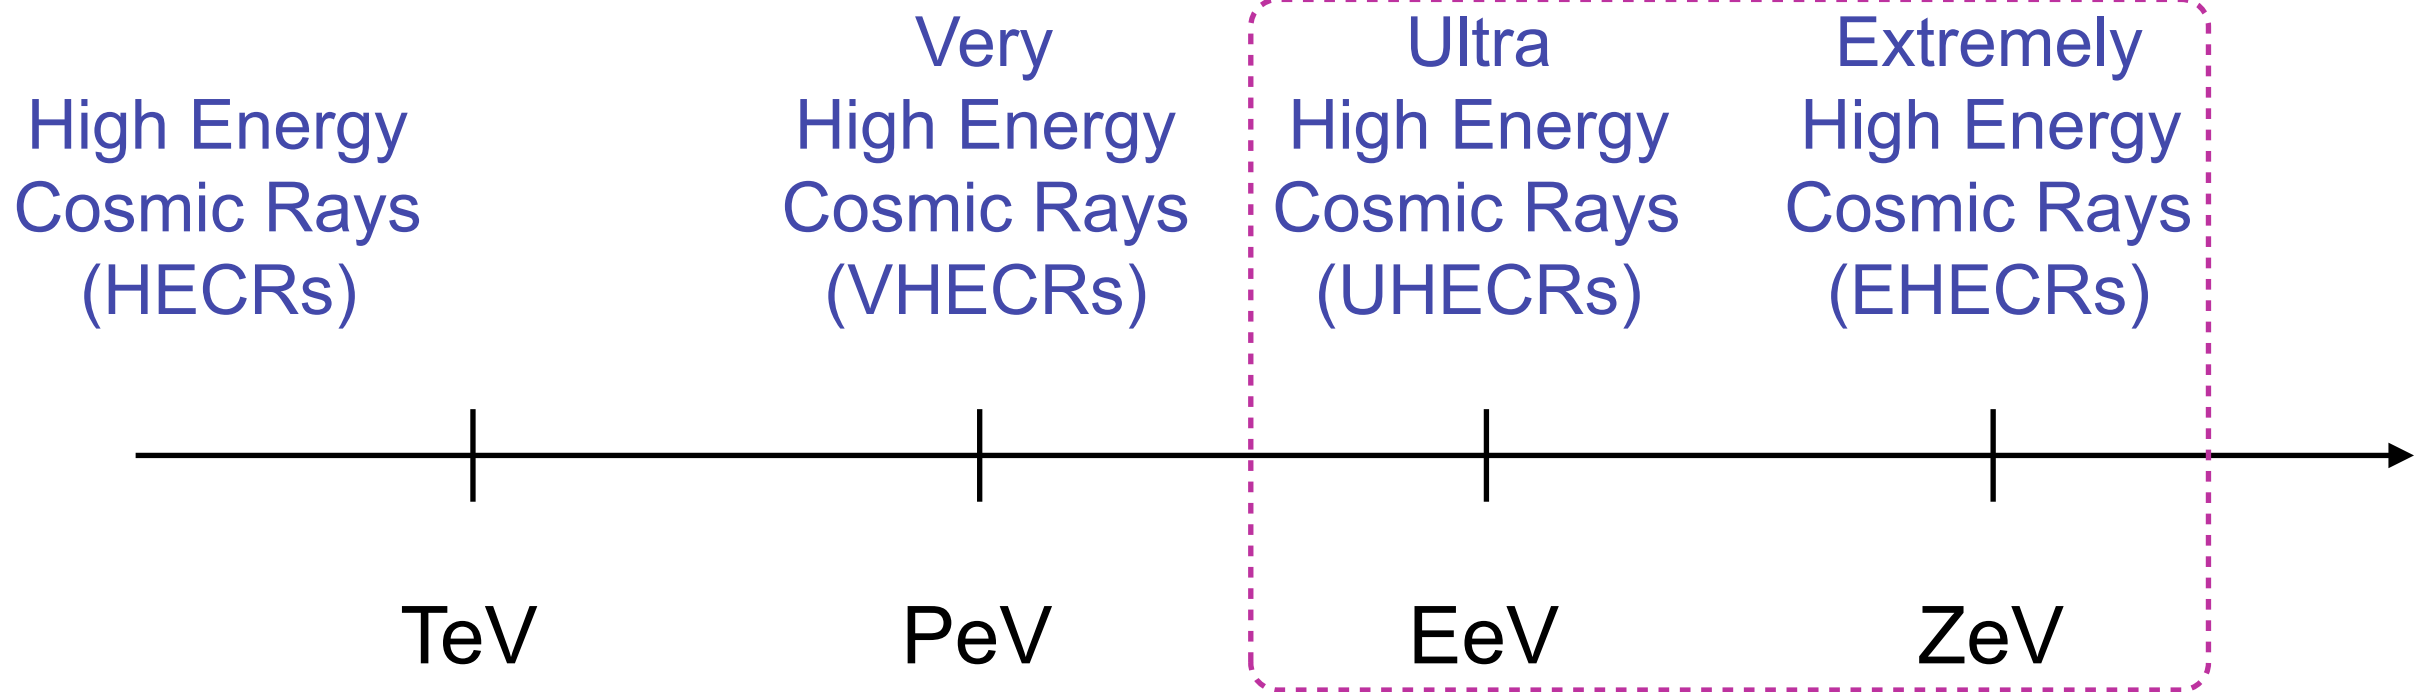 High Energy
Cosmic Rays
(HECRs)
Very
High Energy
Cosmic Rays
(VHECRs)
Ultra
High Energy
Cosmic Rays
(UHECRs)
Extremely
High Energy
Cosmic Rays
(EHECRs)
TeV
PeV
EeV
ZeV